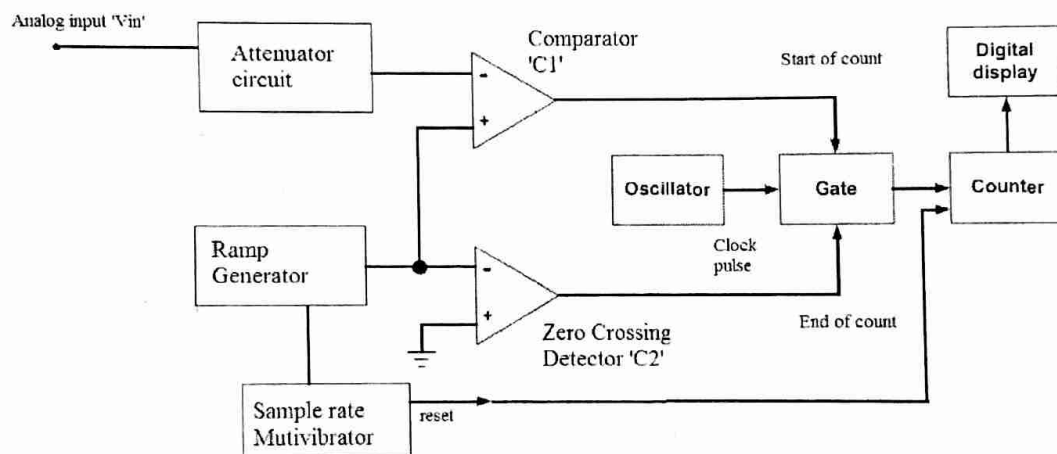 Analog input 'Vin'
Attenuator
circuit
-
+
Comparator
'C1'
Start of count
Digital
display
Oscillator
Gate
Counter
Ramp
Generator
-
+
Clock
pulse
Zero Crossing
Detector 'C2'
End of count
Sample rate
Mutivibrator
reset